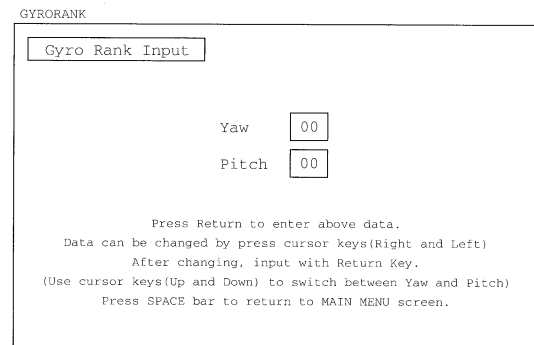 GYRORANK
Gyro Rank Input
Yaw 00
Pitch 00
Press Return to enter above data.
Data can be changed by press cursor keys(Right and Left)
After changing, input with Return Key.
(Use cursor keys(Up and Down) to switch between Yaw and Pitch)
Press SPACE bar to return to MAIN MENU screen.